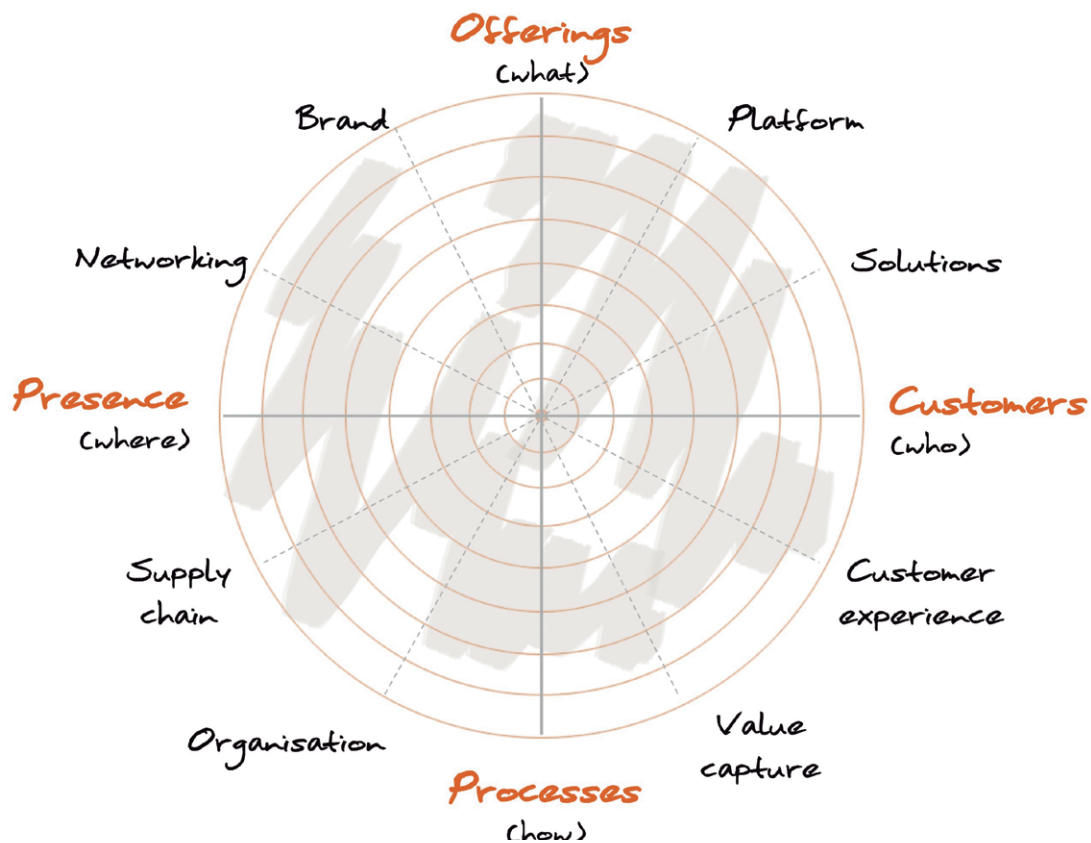 Offerings
(what)
Brand
Platform
Networking
Solutions
Presence
(where)
Customers
(who)
Supply
chain
Customer
experience
Organisation
Value
capture
Processes
(how)